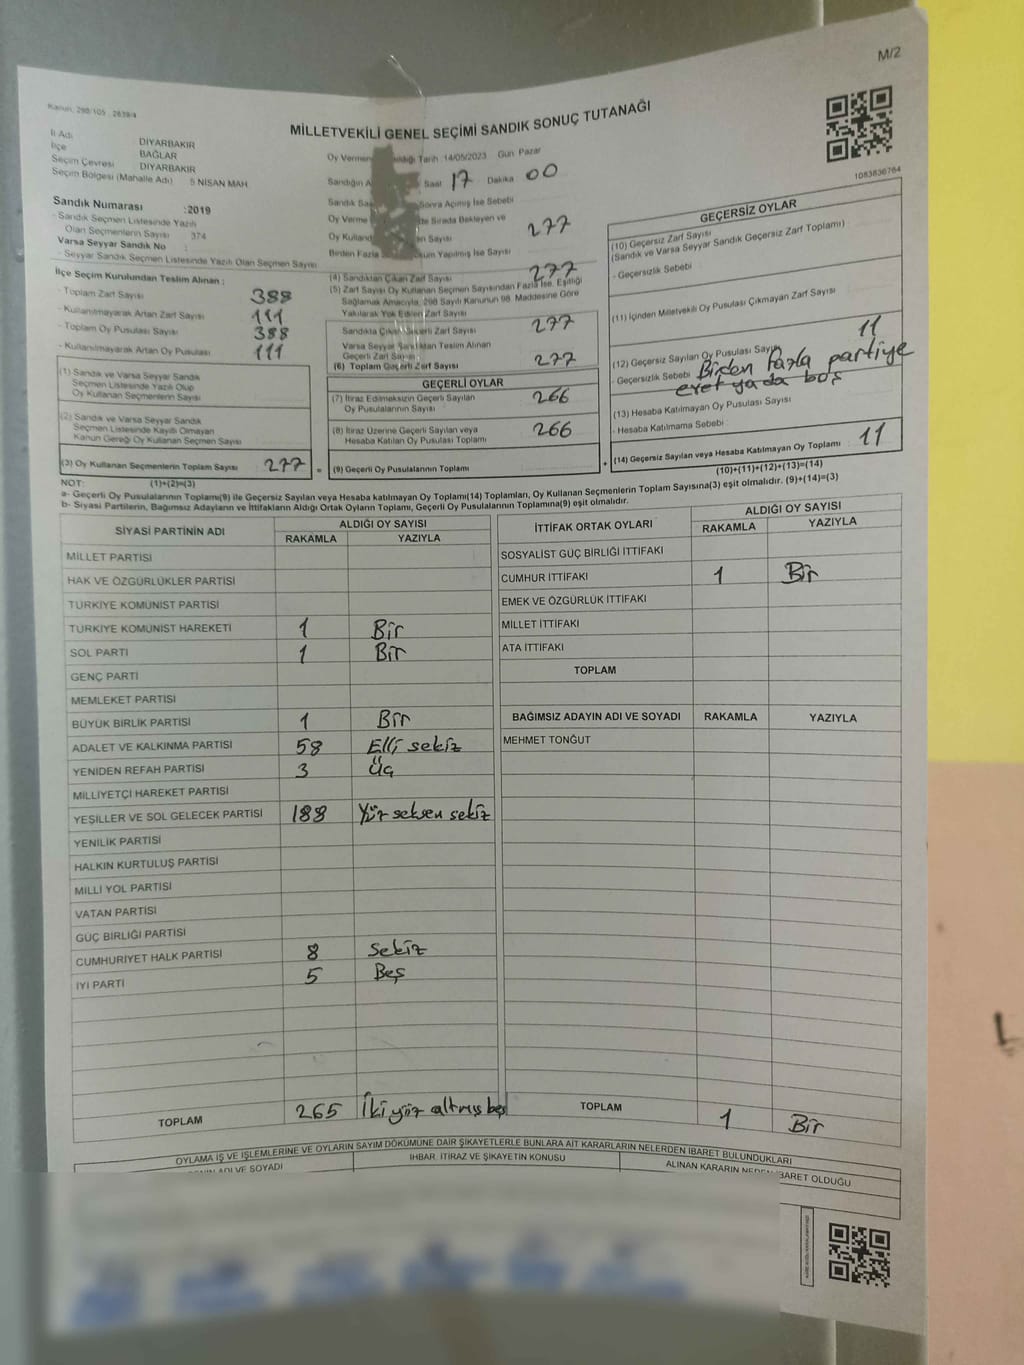 M/2
Kanun: 298/105 , 2839/4
MİLLETVEKİLİ GENEL SEÇİMİ SANDIK SONUÇ TUTANAĞI
1083836764
İl Adı DİYARBAKIR
İlçe BAĞLAR
Seçim Çevresi DİYARBAKIR
Seçim Bölgesi (Mahalle Adı) 5 NİSAN MAH.
Sandık Numarası :2019
- Sandık Seçmen Listesinde Yazılı
Olan Seçmenlerin Sayısı : 374
Varsa Seyyar Sandık No :
- Seyyar Sandık Seçmen Listesinde Yazılı Olan Seçmen Sayısı
İlçe Seçim Kurulundan Teslim Alınan :
- Toplam Zarf Sayısı 388
- Kullanılmayarak Artan Zarf Sayısı 111
- Toplam Oy Pusulası Sayısı 388
- Kullanılmayarak Artan Oy Pusulası 111
(1) Sandık ve Varsa Seyyar Sandık
Seçmen Listesinde Yazılı Olup
Oy Kullanan Seçmenlerin Sayısı
(2) Sandık ve Varsa Seyyar Sandık
Seçmen Listesinde Kayıtlı Olmayan
Kanun Gereği Oy Kullanan Seçmen Sayısı
(3) Oy Kullanan Seçmenlerin Toplam Sayısı 277 =
Oy Vermenin Tarih 14/05/2023 Gün Pazar
Sandığın Saat 17 Dakika 00
Sandık Sonra Açılmış İse Sebebi
Oy Verme Sırada Bekleyen ve
Oy Kullanan Sayısı 277
Birden Fazla Yapılmış İse Sayısı
(4) Sandıktan Çıkan Zarf Sayısı 277
(5) Zarf Sayısı Oy Kullanan Seçmen Sayısından Fazla İse, Eşitliği
Sağlamak Amacıyla, 298 Sayılı Kanunun 98. Maddesine Göre
Yakılarak Yok Edilen Zarf Sayısı
Sandıkta Çıkan Geçerli Zarf Sayısı 277
Varsa Seyyar Sandıktan Teslim Alınan
Geçerli Zarf Sayısı
(6) Toplam Geçerli Zarf Sayısı 277
GEÇERLİ OYLAR
(7) İtiraz Edilmeksizin Geçerli Sayılan
Oy Pusulalarının Sayısı 266
(8) İtiraz Üzerine Geçerli Sayılan veya
Hesaba Katılan Oy Pusulası Toplamı 266
(9) Geçerli Oy Pusulalarının Toplamı +
GEÇERSİZ OYLAR
(10) Geçersiz Zarf Sayısı
(Sandık ve Varsa Seyyar Sandık Geçersiz Zarf Toplamı)
- Geçersizlik Sebebi
(11) İçinden Milletvekili Oy Pusulası Çıkmayan Zarf Sayısı
(12) Geçersiz Sayılan Oy Pusulası Sayısı 11
Geçersizlik Sebebi Birden fazla partiye
evet yada boş
(13) Hesaba Katılmayan Oy Pusulası Sayısı
- Hesaba Katılmama Sebebi
(14) Geçersiz Sayılan veya Hesaba Katılmayan Oy Toplamı 11
(10)+(11)+(12)+(13)=(14)
NOT: (1)+(2)=(3)
a- Geçerli Oy Pusulalarının Toplamı(9) ile Geçersiz Sayılan veya Hesaba katılmayan Oy Toplamı(14) Toplamları, Oy Kullanan Seçmenlerin Toplam Sayısına(3) eşit olmalıdır. (9)+(14)=(3)
b- Siyasi Partilerin, Bağımsız Adayların ve İttifakların Aldığı Ortak Oyların Toplamı, Geçerli Oy Pusulalarının Toplamına(9) eşit olmalıdır.
SİYASİ PARTİNİN ADI ALDIĞI OY SAYISI
RAKAMLA YAZIYLA
MİLLET PARTİSİ
HAK VE ÖZGÜRLÜKLER PARTİSİ
TÜRKİYE KOMÜNİST PARTİSİ
TÜRKİYE KOMÜNİST HAREKETİ 1 Bir
SOL PARTİ 1 Bir
GENÇ PARTİ
MEMLEKET PARTİSİ
BÜYÜK BİRLİK PARTİSİ 1 Bir
ADALET VE KALKINMA PARTİSİ 58 Elli sekiz
YENİDEN REFAH PARTİSİ 3 Üç
MİLLİYETÇİ HAREKET PARTİSİ
YEŞİLLER VE SOL GELECEK PARTİSİ 188 Yüz seksen sekiz
YENİLİK PARTİSİ
HALKIN KURTULUŞ PARTİSİ
MİLLİ YOL PARTİSİ
VATAN PARTİSİ
GÜÇ BİRLİĞİ PARTİSİ
CUMHURİYET HALK PARTİSİ 8 Sekiz
İYİ PARTİ 5 Beş
TOPLAM 265 İki yüz altmış beş
İTTİFAK ORTAK OYLARI ALDIĞI OY SAYISI
RAKAMLA YAZIYLA
SOSYALİST GÜÇ BİRLİĞİ İTTİFAKI
CUMHUR İTTİFAKI 1 Bir
EMEK VE ÖZGÜRLÜK İTTİFAKI
MİLLET İTTİFAKI
ATA İTTİFAKI
TOPLAM
BAĞIMSIZ ADAYIN ADI VE SOYADI RAKAMLA YAZIYLA
MEHMET TONĞUT
TOPLAM 1 Bir
OYLAMA İŞ VE İŞLEMLERİNE VE OYLARIN SAYIM DÖKÜMÜNE DAİR ŞİKAYETLERLE BUNLARA AİT KARARLARIN NELERDEN İBARET BULUNDUKLARI
ADI VE SOYADI İHBAR, İTİRAZ VE ŞİKAYETİN KONUSU ALINAN KARARIN NEDEN İBARET OLDUĞU